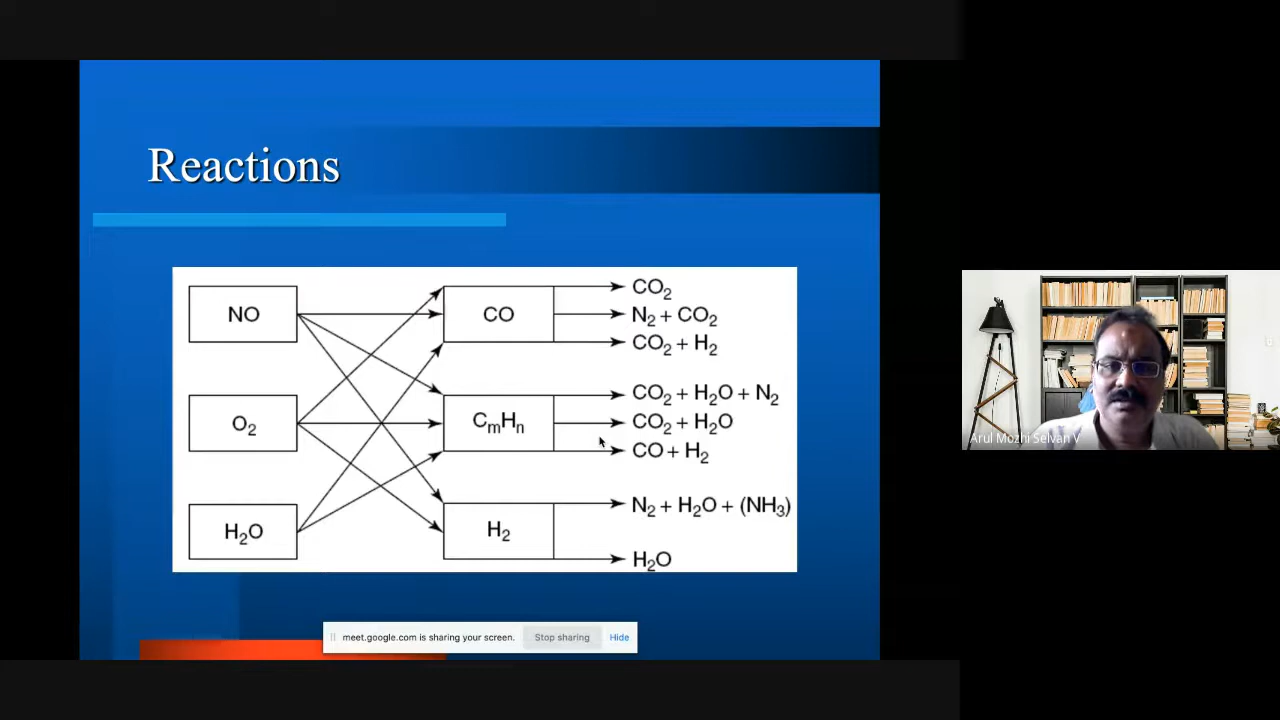 Reactions
NO
O₂
H₂O
CO
CₘHₙ
H₂
CO₂
N₂ + CO₂
CO₂ + H₂
CO₂ + H₂O + N₂
CO₂ + H₂O
CO + H₂
N₂ + H₂O + (NH₃)
H₂O
Arul Mozhi Selvan V
meet.google.com is sharing your screen. Stop sharing Hide